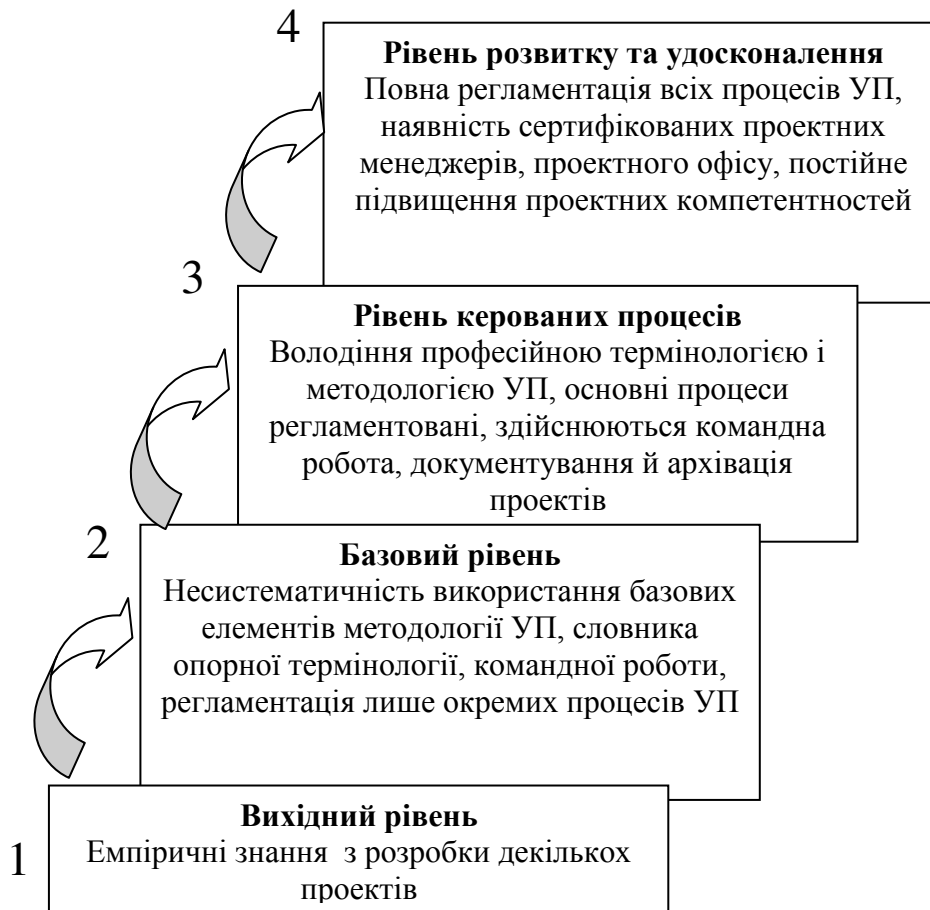 4
Рівень розвитку та удосконалення
Повна регламентація всіх процесів УП,
наявність сертифікованих проектних
менеджерів, проектного офісу, постійне
підвищення проектних компетентностей
3
Рівень керованих процесів
Володіння професійною термінологією і
методологією УП, основні процеси
регламентовані, здійснюються командна
робота, документування й архівація
проектів
2
Базовий рівень
Несистематичність використання базових
елементів методології УП, словника
опорної термінології, командної роботи,
регламентація лише окремих процесів УП
1
Вихідний рівень
Емпіричні знання з розробки декількох
проектів